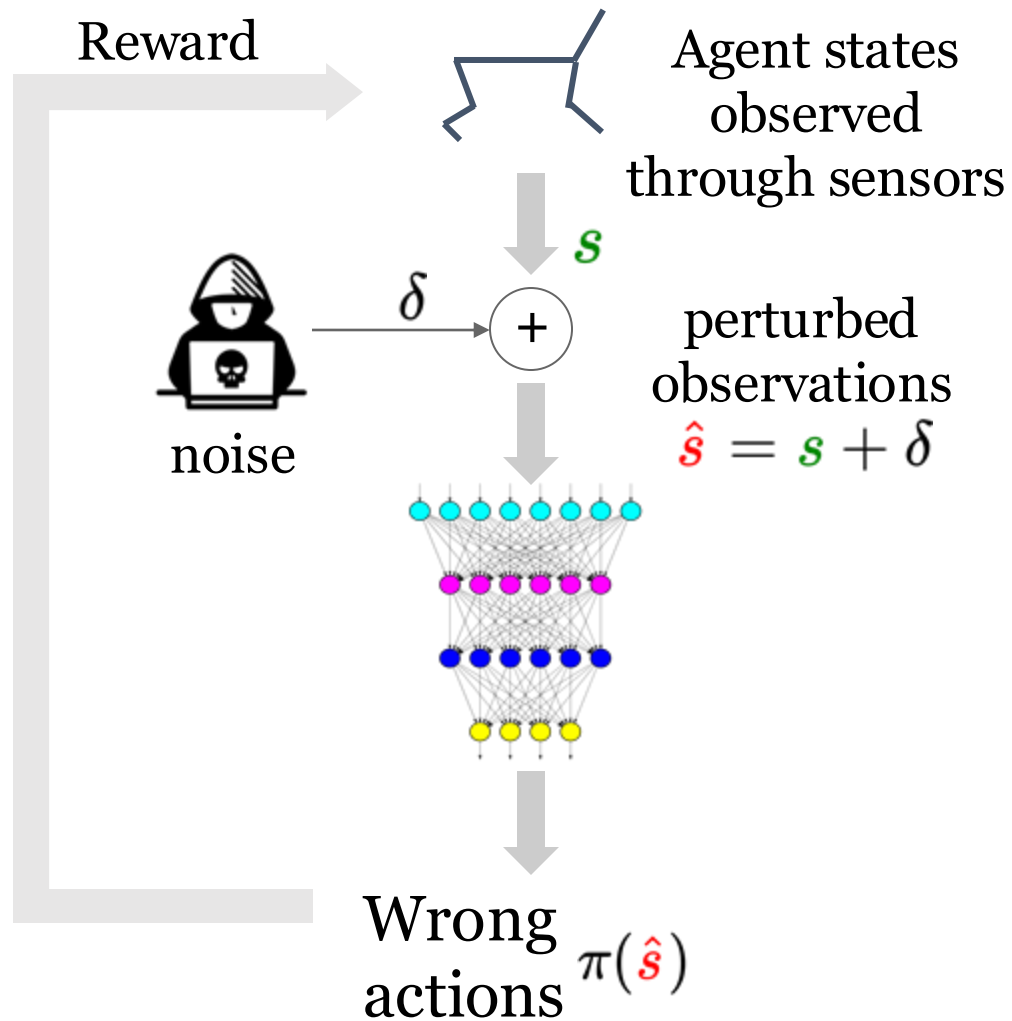 Reward
Agent states
observed
through sensors
s
δ
+
perturbed
observations
ŝ = s + δ
noise
Wrong
actions π(ŝ)